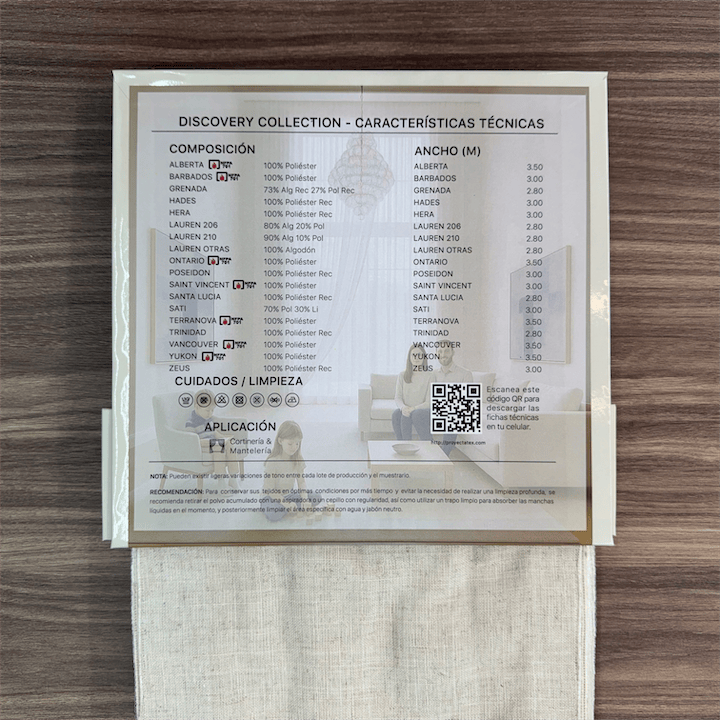 DISCOVERY COLLECTION - CARACTERÍSTICAS TÉCNICAS
COMPOSICIÓN
ALBERTA 100% Poliéster
BARBADOS 100% Poliéster
GRENADA 73% Alg Rec 27% Pol Rec
HADES 100% Poliéster Rec
HERA 100% Poliéster Rec
LAUREN 206 80% Alg 20% Pol
LAUREN 210 90% Alg 10% Pol
LAUREN OTRAS 100% Algodón
ONTARIO 100% Poliéster
POSEIDON 100% Poliéster Rec
SAINT VINCENT 100% Poliéster
SANTA LUCIA 100% Poliéster Rec
SATI 70% Pol 30% Li
TERRANOVA 100% Poliéster
TRINIDAD 100% Poliéster Rec
VANCOUVER 100% Poliéster
YUKON 100% Poliéster
ZEUS 100% Poliéster Rec
ANCHO (M)
ALBERTA 3.50
BARBADOS 3.00
GRENADA 2.80
HADES 3.00
HERA 3.00
LAUREN 206 2.80
LAUREN 210 2.80
LAUREN OTRAS 2.80
ONTARIO 3.50
POSEIDON 3.00
SAINT VINCENT 3.00
SANTA LUCIA 2.80
SATI 3.00
TERRANOVA 3.50
TRINIDAD 2.80
VANCOUVER 3.50
YUKON 3.50
ZEUS 3.00
CUIDADOS / LIMPIEZA
APLICACIÓN
Cortinería &
Mantelería
Escanea este
código QR para
descargar las
fichas técnicas
en tu celular.
http://proyectatex.com
NOTA: Pueden existir ligeras variaciones de tono entre cada lote de producción y el muestrario.
RECOMENDACIÓN: Para conservar sus tejidos en óptimas condiciones por más tiempo y evitar la necesidad de realizar una limpieza profunda, se
recomienda retirar el polvo acumulado con una aspiradora o un cepillo con regularidad, así como utilizar un trapo limpio para absorber las manchas
líquidas en el momento, y posteriormente limpiar el área específica con agua y jabón neutro.